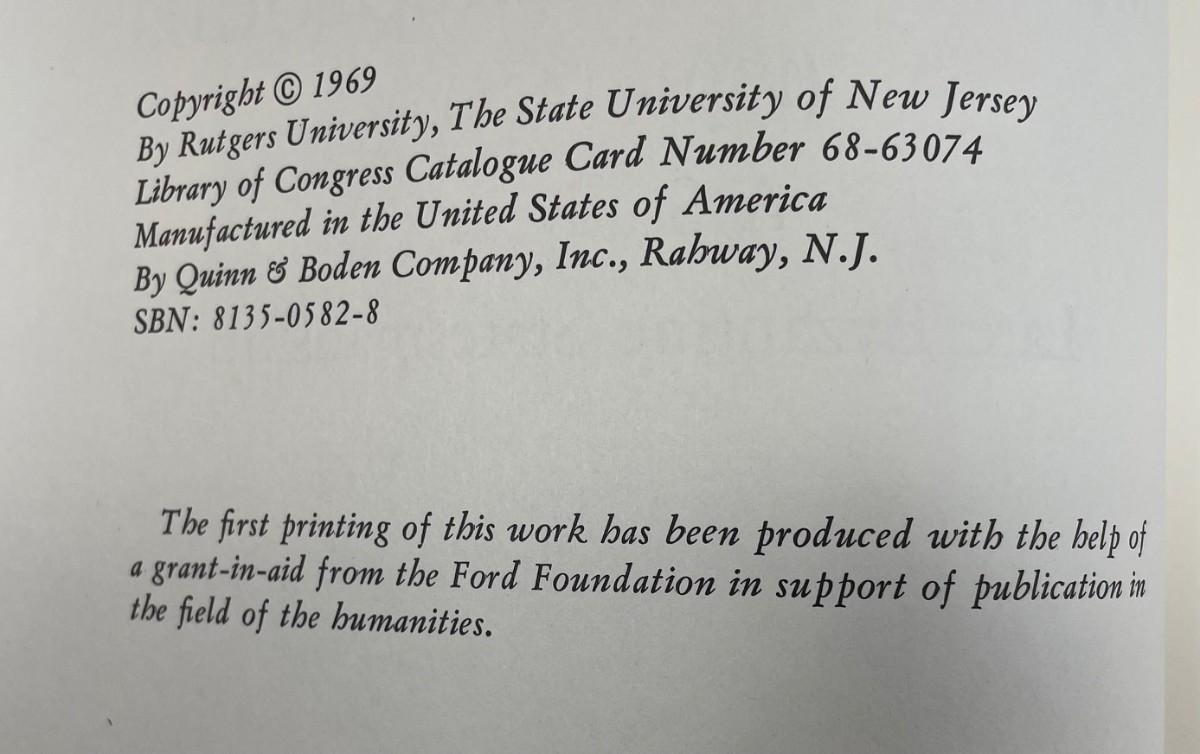 Copyright © 1969
By Rutgers University, The State University of New Jersey
Library of Congress Catalogue Card Number 68-63074
Manufactured in the United States of America
By Quinn & Boden Company, Inc., Rahway, N.J.
SBN: 8135-0582-8
The first printing of this work has been produced with the help of
a grant-in-aid from the Ford Foundation in support of publication in
the field of the humanities.